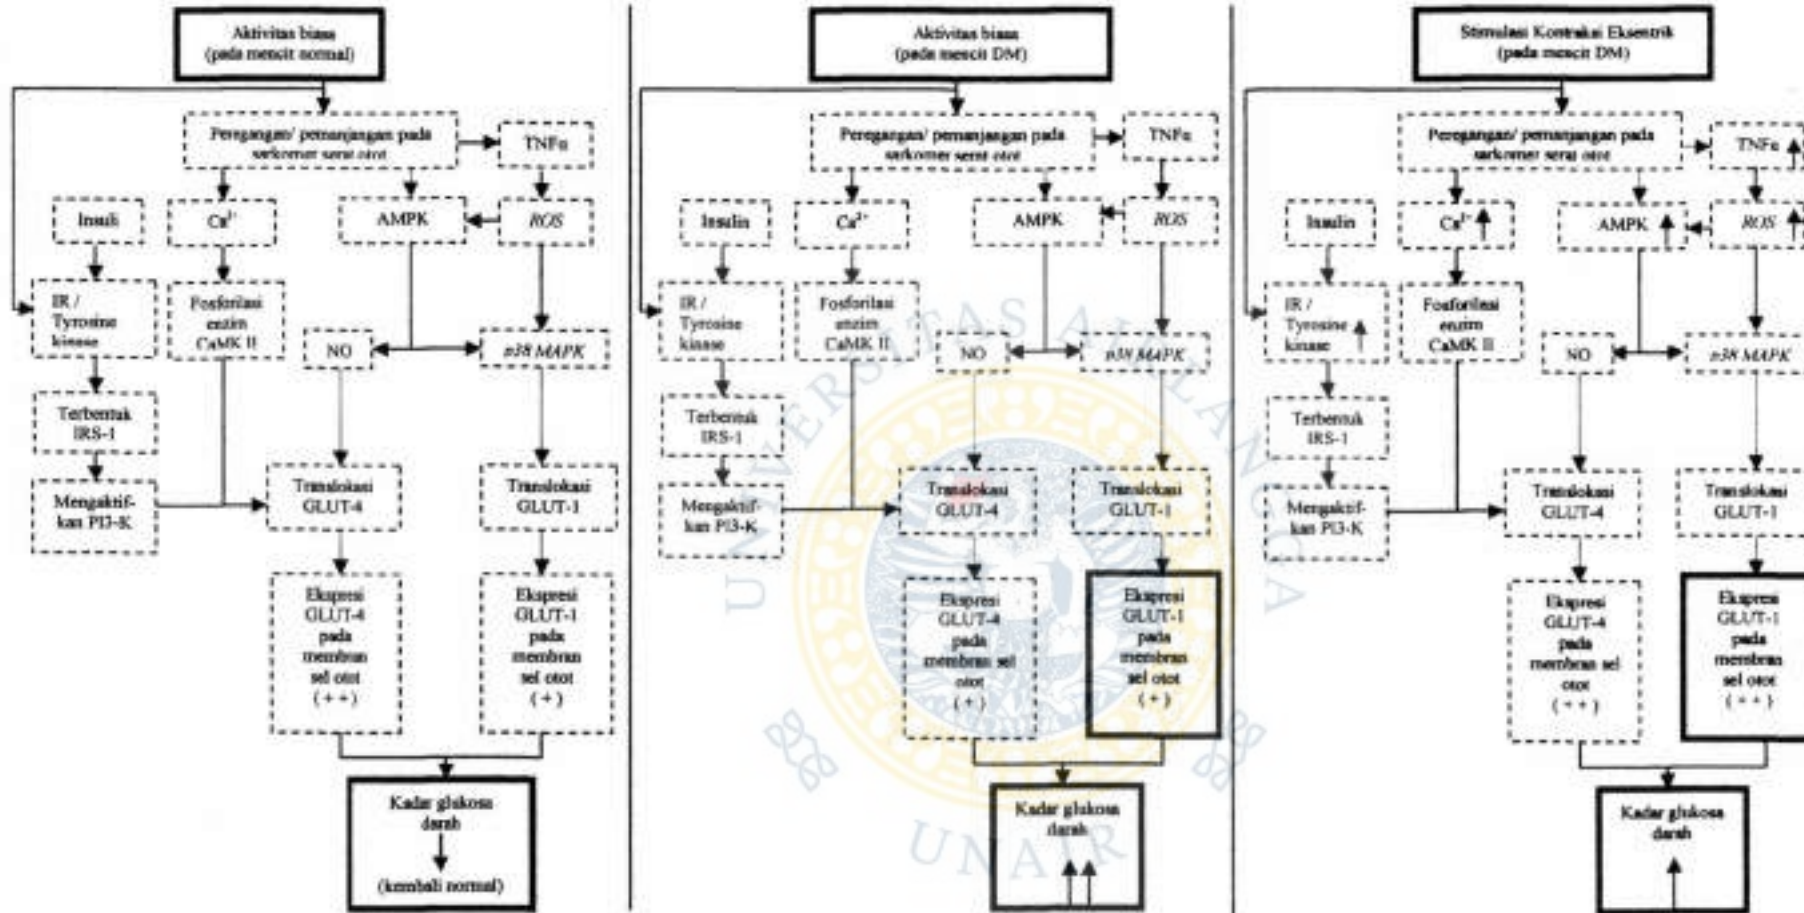 Aktivitas biasa
(pada mencit normal)
Peregangan/ pemanjangan pada
sarkomer serat otot
TNFα
Insuli
Ca²⁺
AMPK
ROS
IR /
Tyrosine
kinase
Fosforilasi
enzim
CaMK II
NO
p38 MAPK
Terbentuk
IRS-1
Mengaktif-
kan PI3-K
Translokasi
GLUT-4
Translokasi
GLUT-1
Ekspresi
GLUT-4
pada
membran
sel otot
( + + )
Ekspresi
GLUT-1
pada
membran
sel otot
( + )
Kadar glukosa
darah
↓
(kembali normal)
Aktivitas biasa
(pada mencit DM)
Peregangan/ pemanjangan pada
sarkomer serat otot
TNFα
Insulin
Ca²⁺
AMPK
ROS
IR /
Tyrosine
kinase
Fosforilasi
enzim
CaMK II
NO
p38 MAPK
Terbentuk
IRS-1
Mengaktif-
kan PI3-K
Translokasi
GLUT-4
Translokasi
GLUT-1
Ekspresi
GLUT-4
pada
membran sel
otot
( + )
Ekspresi
GLUT-1
pada
membran
sel otot
( + )
Kadar glukosa
darah
↑↑
Stimulasi Kontraksi Eksentrik
(pada mencit DM)
Peregangan/ pemanjangan pada
sarkomer serat otot
TNFα ↑
Insulin
Ca²⁺ ↑
AMPK ↑
ROS ↑
IR /
Tyrosine
kinase ↑
Fosforilasi
enzim
CaMK II
NO
p38 MAPK
Terbentuk
IRS-1
Mengaktif-
kan PI3-K
Translokasi
GLUT-4
Translokasi
GLUT-1
Ekspresi
GLUT-4
pada
membran sel
otot
( + + )
Ekspresi
GLUT-1
pada
membran
sel otot
( + + )
Kadar glukosa
darah
↑
UNIVERSITAS AIRLANGGA
UNAIR